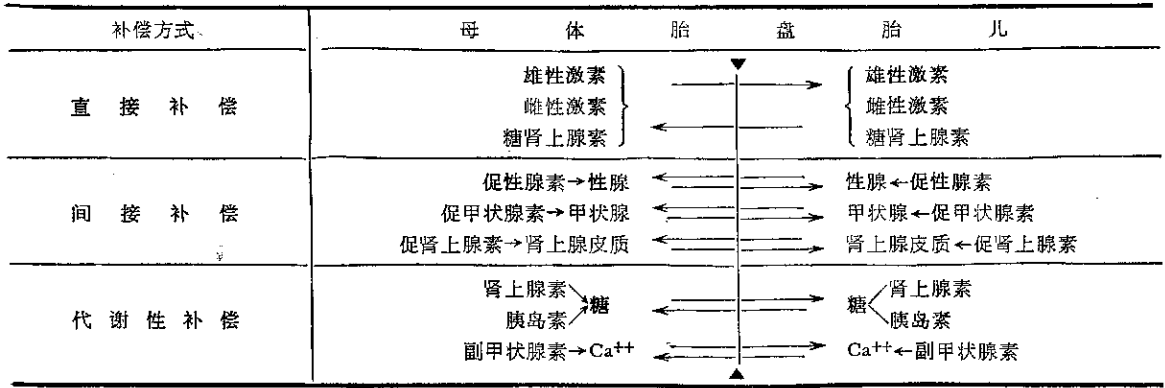 补偿方式 母体 胎盘 胎儿
雄性激素 雄性激素
直接补偿 雌性激素 雌性激素
糖肾上腺素 糖肾上腺素
促性腺素→性腺 性腺←促性腺素
间接补偿 促甲状腺素→甲状腺 甲状腺←促甲状腺素
促肾上腺素→肾上腺皮质 肾上腺皮质←促肾上腺素
肾上腺素 糖 糖 肾上腺素
代谢性补偿 胰岛素 胰岛素
副甲状腺素→Ca⁺⁺ Ca⁺⁺←副甲状腺素